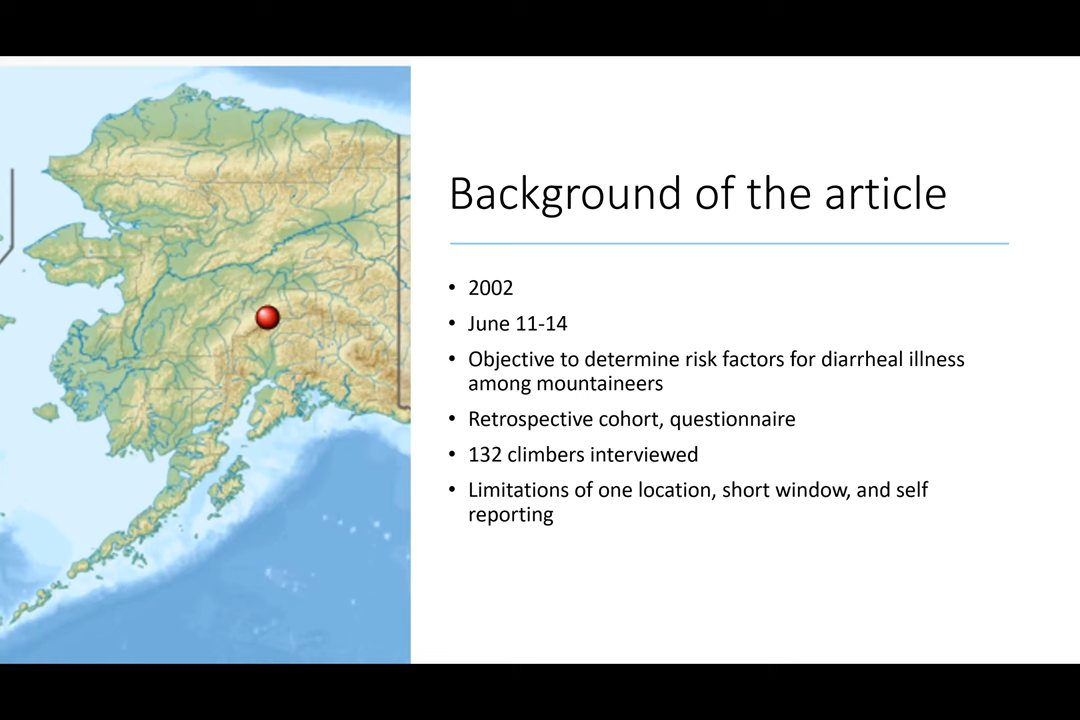 Background of the article
• 2002
• June 11-14
• Objective to determine risk factors for diarrheal illness
among mountaineers
• Retrospective cohort, questionnaire
• 132 climbers interviewed
• Limitations of one location, short window, and self
reporting